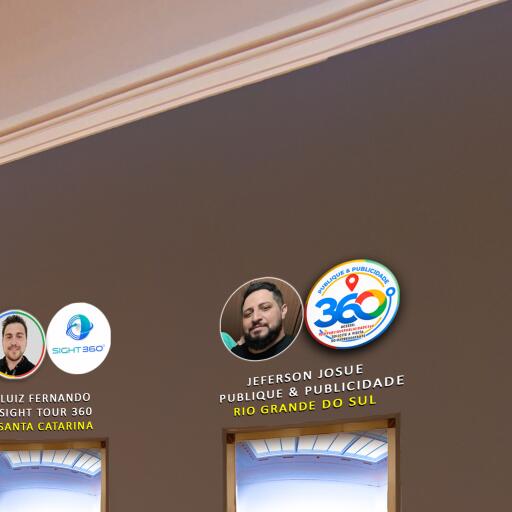 PUBLIQUE & PUBLICIDADE
360
SIGHT360
LUIZ FERNANDO
SIGHT TOUR 360
SANTA CATARINA
JEFERSON JOSUE
PUBLIQUE & PUBLICIDADE
RIO GRANDE DO SUL